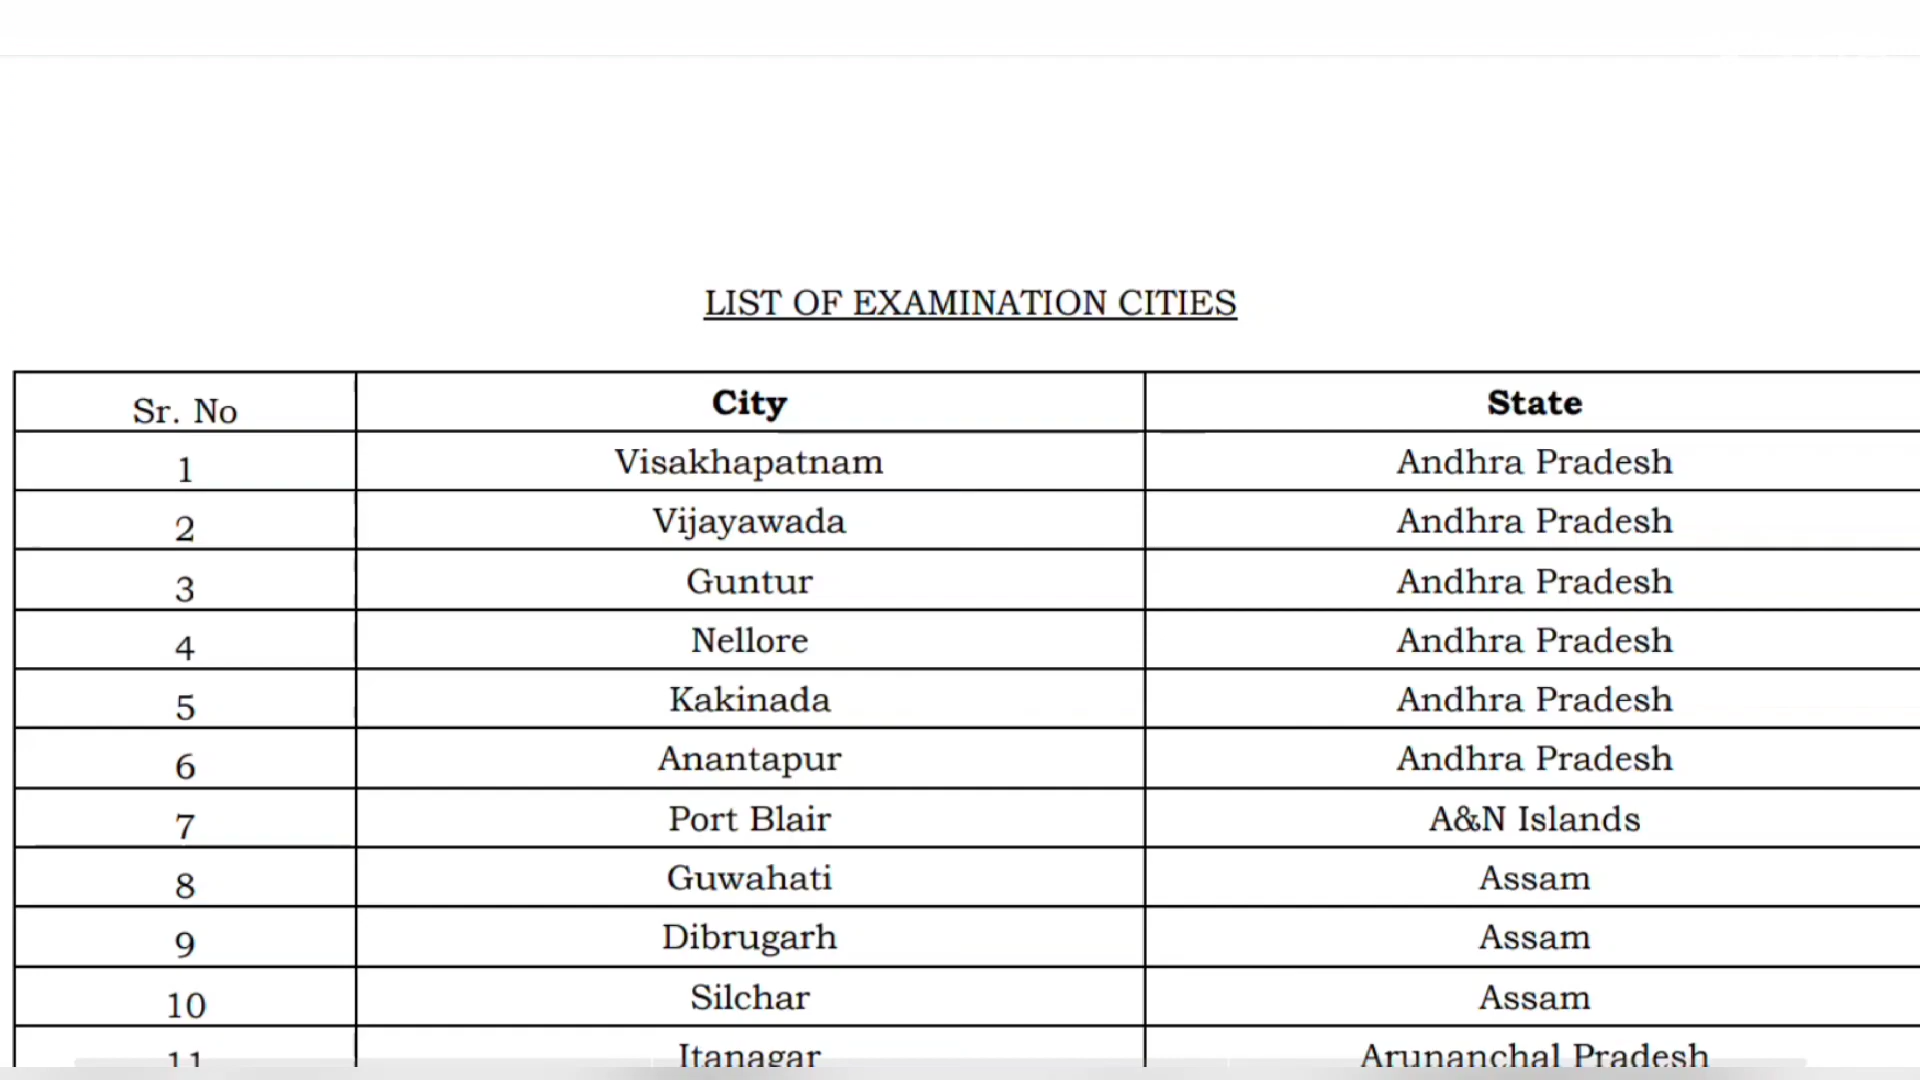 LIST OF EXAMINATION CITIES
Sr. No City State
1 Visakhapatnam Andhra Pradesh
2 Vijayawada Andhra Pradesh
3 Guntur Andhra Pradesh
4 Nellore Andhra Pradesh
5 Kakinada Andhra Pradesh
6 Anantapur Andhra Pradesh
7 Port Blair A&N Islands
8 Guwahati Assam
9 Dibrugarh Assam
10 Silchar Assam
11 Itanagar Arunanchal Pradesh